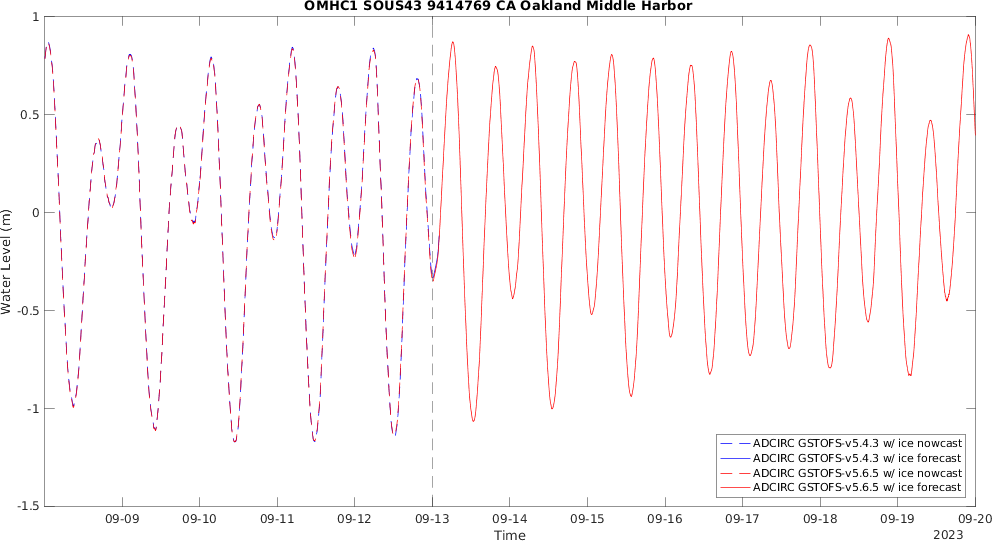 OMHC1 SOUS43 9414769 CA Oakland Middle Harbor
1
0.5
0
-0.5
-1
-1.5
Water Level (m)
09-09
09-10
09-11
09-12
09-13
09-14
09-15
09-16
09-17
09-18
09-19
09-20
Time
2023
ADCIRC GSTOFS-v5.4.3 w/ ice nowcast
ADCIRC GSTOFS-v5.4.3 w/ ice forecast
ADCIRC GSTOFS-v5.6.5 w/ ice nowcast
ADCIRC GSTOFS-v5.6.5 w/ ice forecast